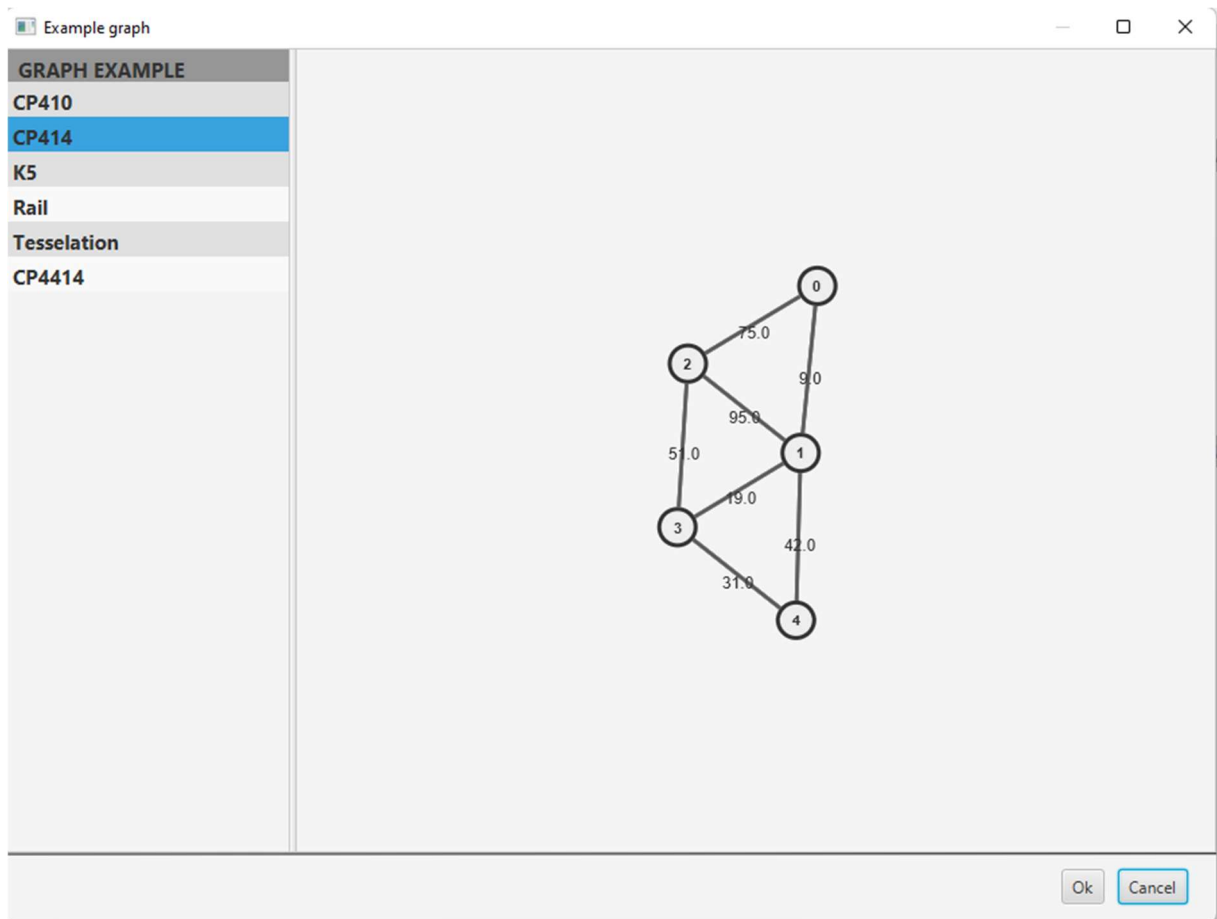 Example graph
GRAPH EXAMPLE
CP410
CP414
K5
Rail
Tesselation
CP4414
0
75.0
2
9.0
95.0
1
51.0
19.0
3
42.0
31.0
4
Ok
Cancel